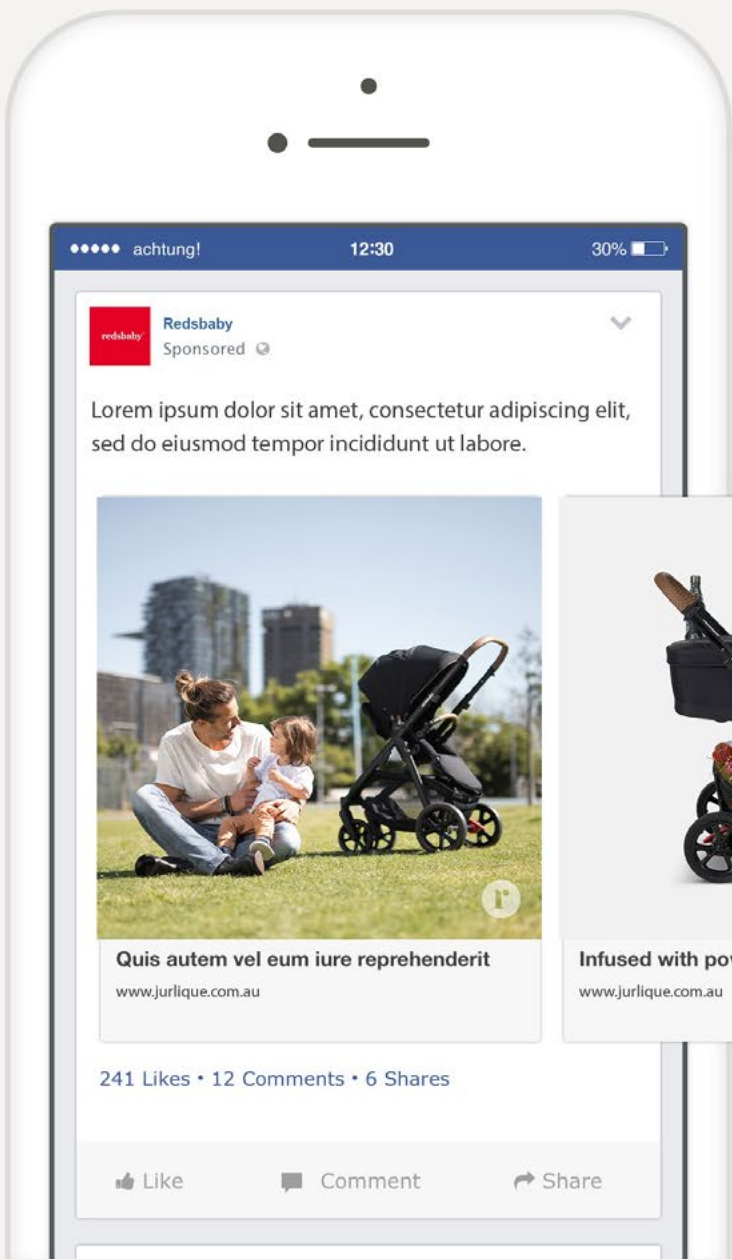 achtung!
12:30
30%
redsbaby
Redsbaby
Sponsored
Lorem ipsum dolor sit amet, consectetur adipiscing elit,
sed do eiusmod tempor incididunt ut labore.
r
Quis autem vel eum iure reprehenderit
www.jurlique.com.au
Infused with pov
www.jurlique.com.au
241 Likes • 12 Comments • 6 Shares
Like
Comment
Share